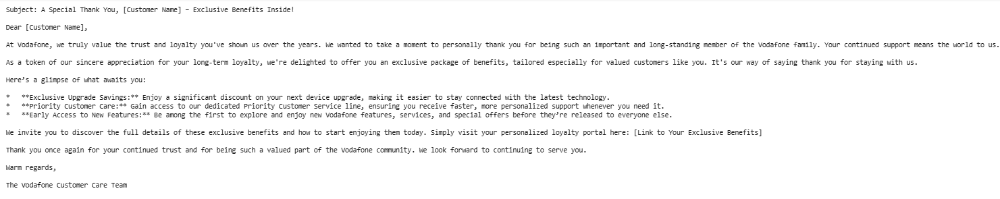 Subject: A Special Thank You, [Customer Name] – Exclusive Benefits Inside!
Dear [Customer Name],
At Vodafone, we truly value the trust and loyalty you've shown us over the years. We wanted to take a moment to personally thank you for being such an important and long-standing member of the Vodafone family. Your continued support means the world to us.
As a token of our sincere appreciation for your long-term loyalty, we're delighted to offer you an exclusive package of benefits, tailored especially for valued customers like you. It's our way of saying thank you for staying with us.
Here’s a glimpse of what awaits you:
*   **Exclusive Upgrade Savings:** Enjoy a significant discount on your next device upgrade, making it easier to stay connected with the latest technology.
*   **Priority Customer Care:** Gain access to our dedicated Priority Customer Service line, ensuring you receive faster, more personalized support whenever you need it.
*   **Early Access to New Features:** Be among the first to explore and enjoy new Vodafone features, services, and special offers before they’re released to everyone else.
We invite you to discover the full details of these exclusive benefits and how to start enjoying them today. Simply visit your personalized loyalty portal here: [Link to Your Exclusive Benefits]
Thank you once again for your continued trust and for being such a valued part of the Vodafone community. We look forward to continuing to serve you.
Warm regards,
The Vodafone Customer Care Team